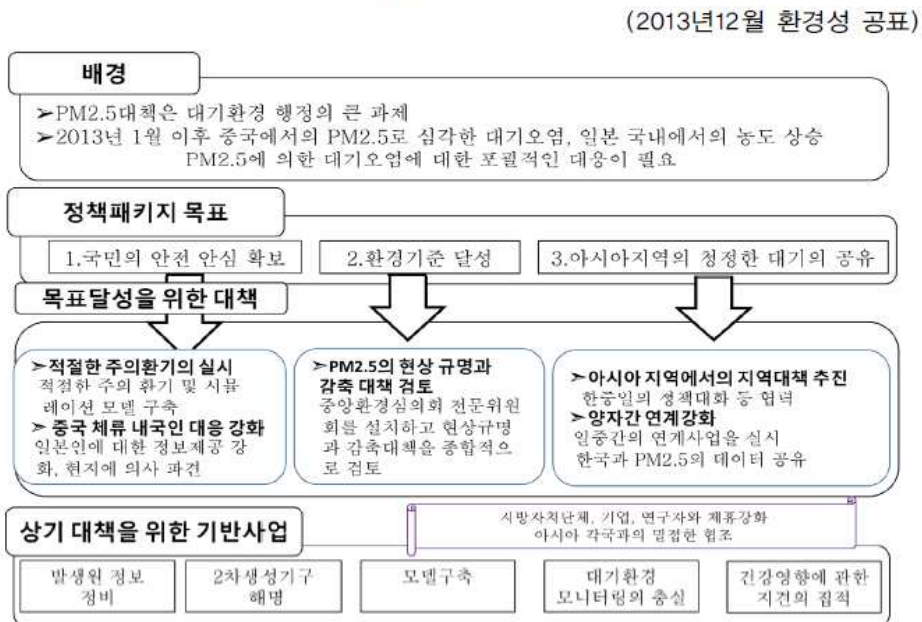 (2013년12월 환경성 공표)
배경
➢PM2.5대책은 대기환경 행정의 큰 과제
➢2013년 1월 이후 중국에서의 PM2.5로 심각한 대기오염, 일본 국내에서의 농도 상승
PM2.5에 의한 대기오염에 대한 포괄적인 대응이 필요
정책패키지 목표
1.국민의 안전 안심 확보
2.환경기준 달성
3.아시아지역의 청정한 대기의 공유
목표달성을 위한 대책
➢적절한 주의환기의 실시
적절한 주의 환기 및 시뮬
레이션 모델 구축
➢ 중국 체류 내국인 대응 강화
일본인에 대한 정보제공 강
화, 현지에 의사 파견
➢PM2.5의 현상 규명과
감축 대책 검토
중앙환경심의회 전문위원
회를 설치하고 현상규명
과 감축대책을 종합적으
로 검토
➢아시아 지역에서의 지역대책 추진
한중일의 정책대화 등 협력
➢양자간 연계강화
일중간의 연계사업을 실시
한국과 PM2.5의 데이터 공유
상기 대책을 위한 기반사업
지방자치단체, 기업, 연구자와 제휴강화
아시아 각국과의 밀접한 협조
발생원 정보
정비
2차생성기구
해명
모델구축
대기환경
모니터링의 충실
건강영향에 관한
지견의 집적